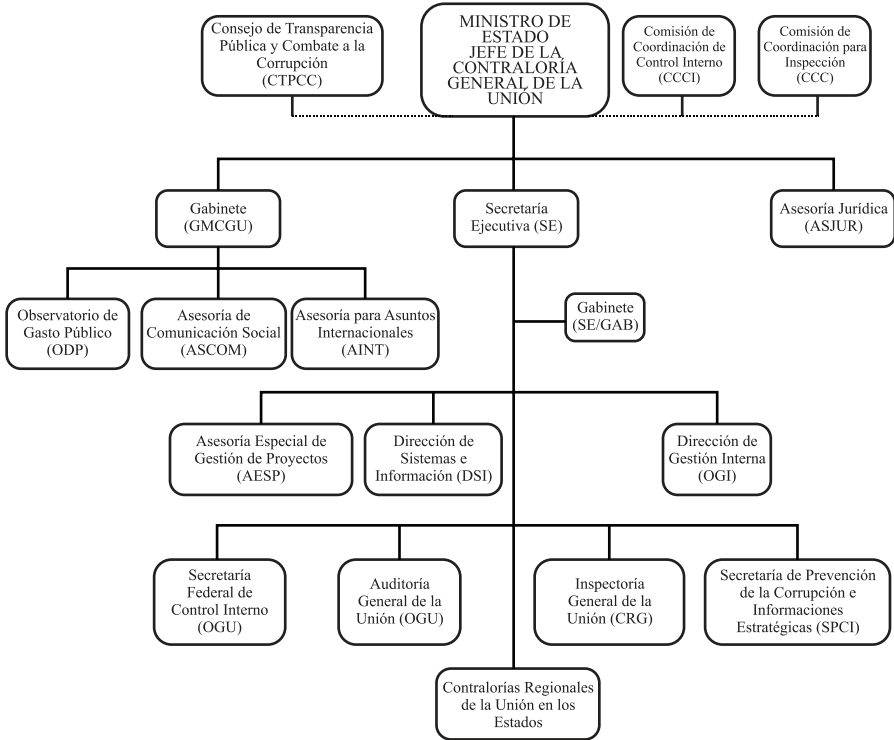 Consejo de Transparencia
Pública y Combate a la
Corrupción
(CTPCC)
MINISTRO DE
ESTADO
JEFE DE LA
CONTRALORÍA
GENERAL DE LA
UNIÓN
Comisión de
Coordinación de
Control Interno
(CCCI)
Comisión de
Coordinación para
Inspección
(CCC)
Gabinete
(GMCGU)
Secretaría
Ejecutiva (SE)
Asesoría Jurídica
(ASJUR)
Observatorio de
Gasto Público
(ODP)
Asesoría de
Comunicación Social
(ASCOM)
Asesoría para Asuntos
Internacionales
(AINT)
Gabinete
(SE/GAB)
Asesoría Especial de
Gestión de Proyectos
(AESP)
Dirección de
Sistemas e
Información (DSI)
Dirección de
Gestión Interna
(OGI)
Secretaría
Federal de
Control Interno
(OGU)
Auditoría
General de la
Unión (OGU)
Inspectoría
General de la
Unión (CRG)
Secretaría de Prevención
de la Corrupción e
Informaciones
Estratégicas (SPCI)
Contralorías Regionales
de la Unión en los
Estados